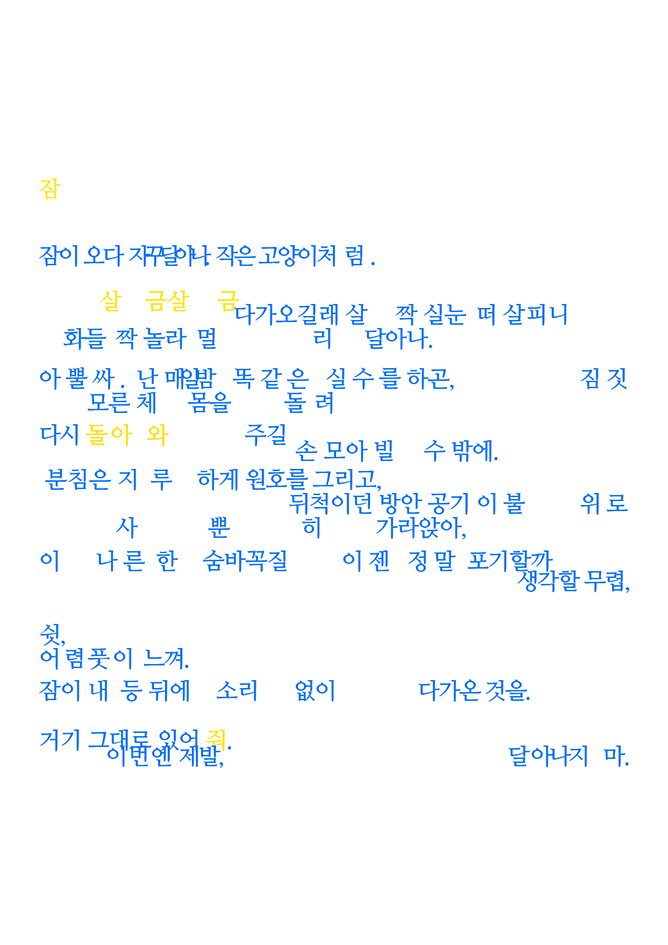 잠
잠이 오다 자꾸 달아나, 작은 고양이처 럼 .
살 금살 금
다가오길래 살 짝 실눈 떠 살피니
화들 짝 놀라 멀 리 달아나.
아 뿔 싸 . 난 매일밤 똑 같 은 실 수 를 하곤, 짐 짓
모른 체 몸을 돌 려
다시 돌아 와 주길
손 모아 빌 수 밖에.
분침은 지 루 하게 원호를 그리고,
뒤척이던 방안 공기 이 불 위 로
사 뿐 히 가라앉아,
이 나 른 한 숨바꼭질 이 젠 정 말 포기할까
생각할 무렵,
쉿,
어 렴 풋 이 느껴.
잠이 내 등 뒤에 소리 없이 다가온 것을.
거기 그대로 있어 줘.
이번엔 제발, 달아나지 마.